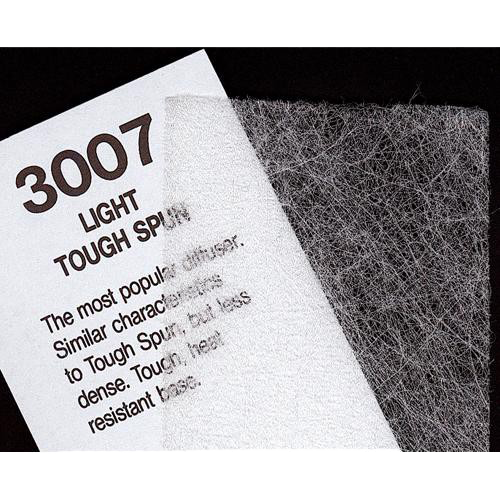 3007
LIGHT
TOUGH SPUN
The most popular diffuser.
Similar characteristics
to Tough Spun, but less
dense. Tough, heat
resistant base.